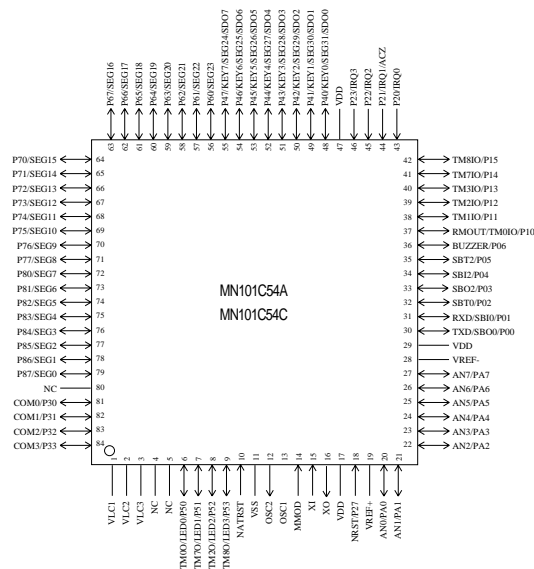 P67/SEG16
P66/SEG17
P65/SEG18
P64/SEG19
P63/SEG20
P62/SEG21
P61/SEG22
P60/SEG23
P47/KEY7/SEG24/SDO7
P46/KEY6/SEG25/SDO6
P45/KEY5/SEG26/SDO5
P44/KEY4/SEG27/SDO4
P43/KEY3/SEG28/SDO3
P42/KEY2/SEG29/SDO2
P41/KEY1/SEG30/SDO1
P40/KEY0/SEG31/SDO0
VDD
P23/IRQ3
P22/IRQ2
P21/IRQ1/ACZ
P20/IRQ0
63 62 61 60 59 58 57 56 55 54 53 52 51 50 49 48 47 46 45 44 43
P70/SEG15 64
P71/SEG14 65
P72/SEG13 66
P73/SEG12 67
P74/SEG11 68
P75/SEG10 69
P76/SEG9 70
P77/SEG8 71
P80/SEG7 72
P81/SEG6 73
P82/SEG5 74
P83/SEG4 75
P84/SEG3 76
P85/SEG2 77
P86/SEG1 78
P87/SEG0 79
NC 80
COM0/P30 81
COM1/P31 82
COM2/P32 83
COM3/P33 84
MN101C54A
MN101C54C
42 TM8IO/P15
41 TM7IO/P14
40 TM3IO/P13
39 TM2IO/P12
38 TM1IO/P11
37 RMOUT/TM0IO/P10
36 BUZZER/P06
35 SBT2/P05
34 SBI2/P04
33 SBO2/P03
32 SBT0/P02
31 RXD/SBI0/P01
30 TXD/SBO0/P00
29 VDD
28 VREF-
27 AN7/PA7
26 AN6/PA6
25 AN5/PA5
24 AN4/PA4
23 AN3/PA3
22 AN2/PA2
1 2 3 4 5 6 7 8 9 10 11 12 13 14 15 16 17 18 19 20 21
VLC1
VLC2
VLC3
NC
NC
TM0O/LED0/P50
TM7O/LED1/P51
TM2O/LED2/P52
TM8O/LED3/P53
NATRST
VSS
OSC2
OSC1
MMOD
XI
XO
VDD
NRST/P27
VREF+
AN0/PA0
AN1/PA1